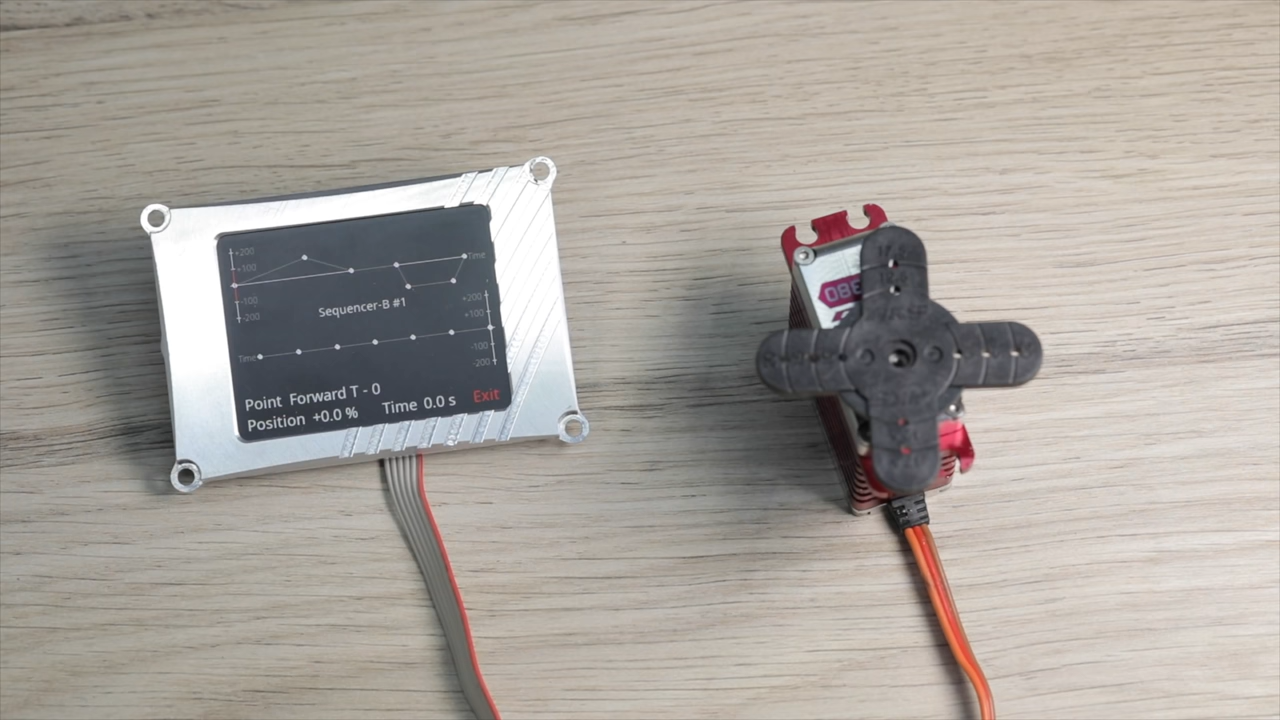 +200
+100
Time
-100
-200
Sequencer-B #1
+200
+100
Time
-100
-200
Point Forward T - 0
Position +0.0 % Time 0.0 s Exit